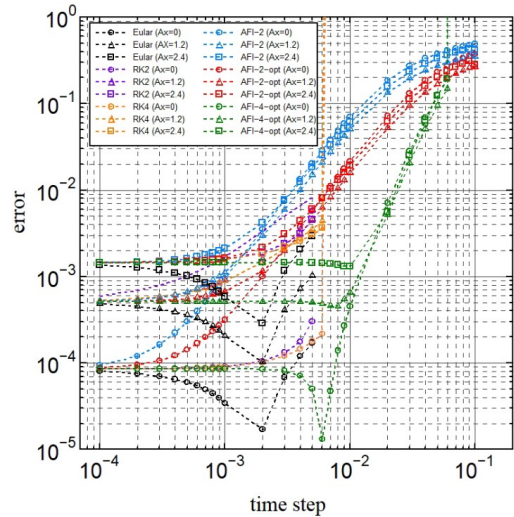 10⁰
10⁻¹
10⁻²
10⁻³
10⁻⁴
10⁻⁵
error
Eular (Ax=0)
Eular (Ax=1.2)
Eular (Ax=2.4)
RK2 (Ax=0)
RK2 (Ax=1.2)
RK2 (Ax=2.4)
RK4 (Ax=0)
RK4 (Ax=1.2)
RK4 (Ax=2.4)
AFI-2 (Ax=0)
AFI-2 (Ax=1.2)
AFI-2 (Ax=2.4)
AFI-2-opt (Ax=0)
AFI-2-opt (Ax=1.2)
AFI-2-opt (Ax=2.4)
AFI-4-opt (Ax=0)
AFI-4-opt (Ax=1.2)
AFI-4-opt (Ax=2.4)
10⁻⁴
10⁻³
10⁻²
10⁻¹
time step